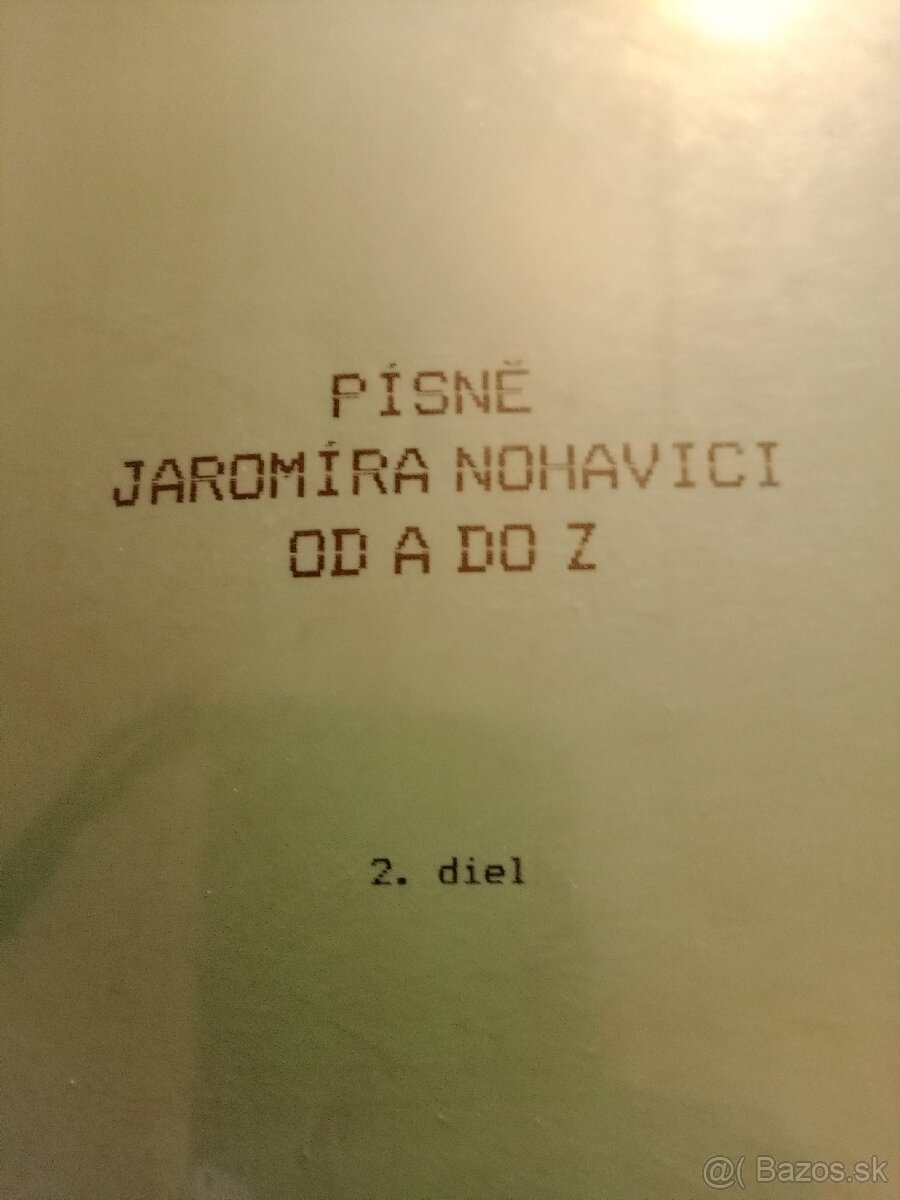 PÍSNĚ
JAROMÍRA NOHAVICI
OD A DO Z
2. diel
@( Bazos.sk